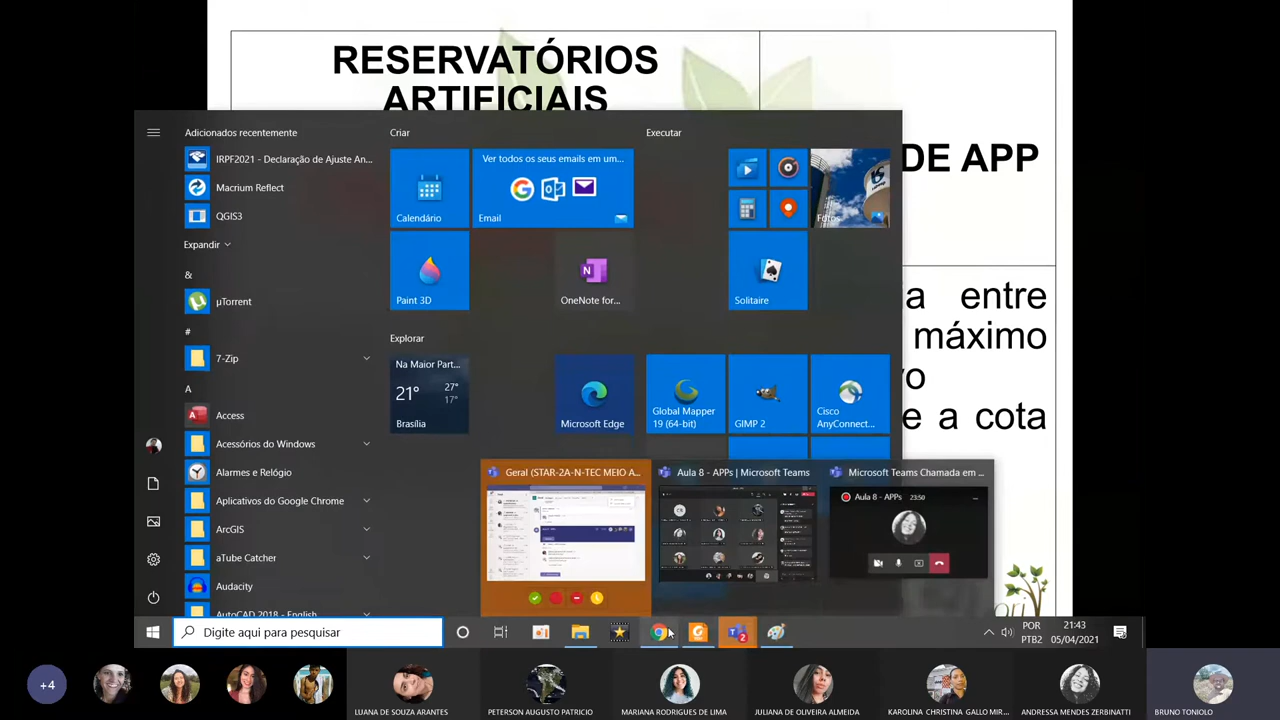 RESERVATÓRIOS
ARTIFICIAIS
DE APP
a entre
máximo
vo
e a cota
Adicionados recentemente
IRPF2021 - Declaração de Ajuste An...
Macrium Reflect
QGIS3
Expandir
&
µTorrent
#
7-Zip
A
Access
Acessórios do Windows
Alarmes e Relógio
Aplicativos do Google Chrome
ArcGIS
aTube Catcher
Audacity
AutoCAD 2018 - English
Criar
Calendário
Ver todos os seus emails em um...
Email
Paint 3D
OneNote for...
Explorar
Na Maior Part...
21° 27°
17°
Brasília
Microsoft Edge
Executar
Fotos
Solitaire
Global Mapper
19 (64-bit)
GIMP 2
Cisco
AnyConnect...
Geral (STAR-2A-N-TEC MEIO A...
Aula 8 - APPs | Microsoft Teams
Microsoft Teams Chamada em ...
Aula 8 - APPs 23:50
Digite aqui para pesquisar
2
POR
PTB2
21:43
05/04/2021
+4
LUANA DE SOUZA ARANTES
PETERSON AUGUSTO PATRICIO
MARIANA RODRIGUES DE LIMA
JULIANA DE OLIVEIRA ALMEIDA
KAROLINA CHRISTINA GALLO MIR...
ANDRESSA MENDES ZERBINATTI
BRUNO TONIOLO